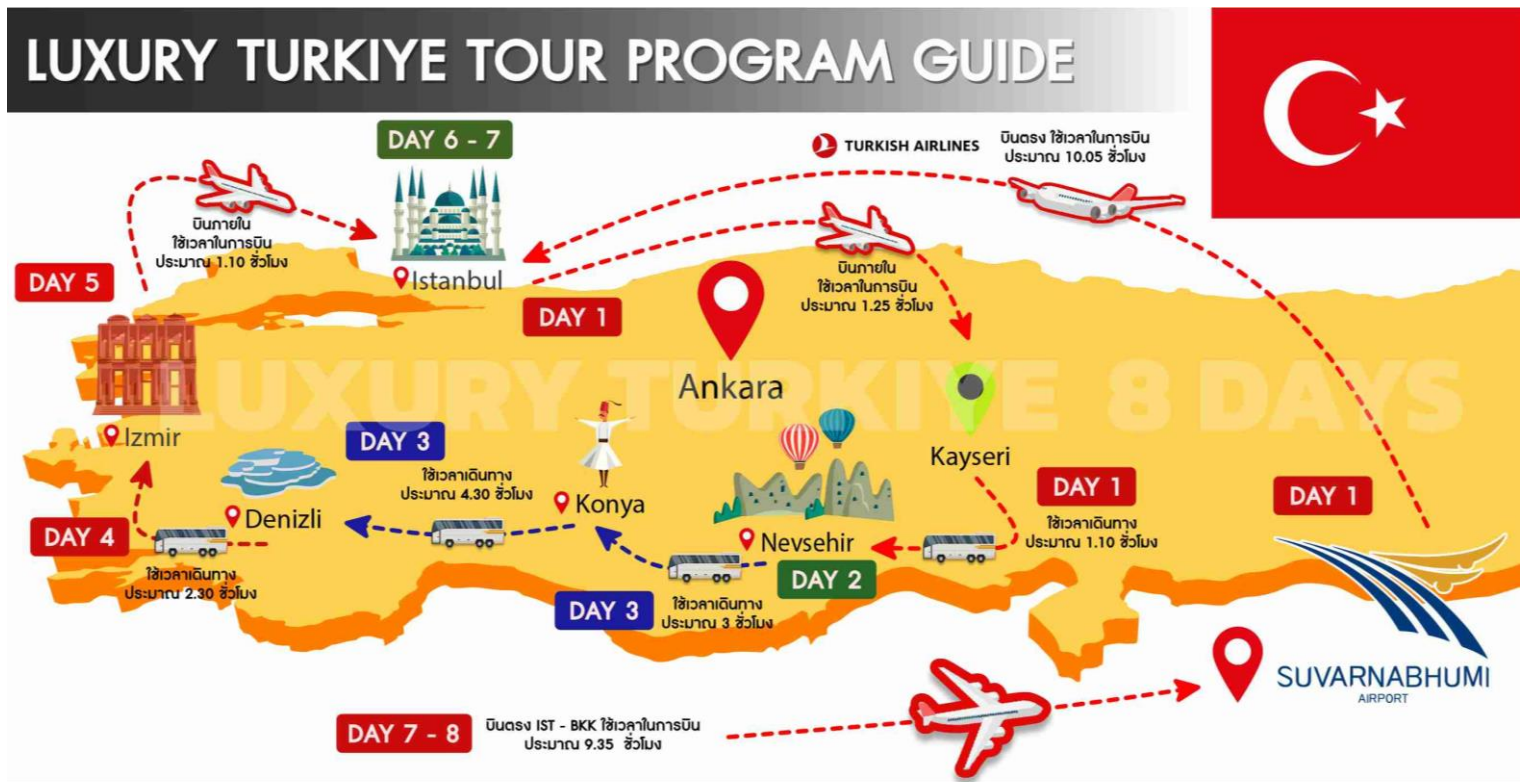 LUXURY TURKIYE TOUR PROGRAM GUIDE
DAY 6 - 7
TURKISH AIRLINES
บินตรง ใช้เวลาในการบิน
ประมาณ 10.05 ชั่วโมง
บินภายใน
ใช้เวลาในการบิน
ประมาณ 1.10 ชั่วโมง
DAY 5
Istanbul
DAY 1
บินภายใน
ใช้เวลาในการบิน
ประมาณ 1.25 ชั่วโมง
Ankara
LUXURY TURKIYE 8 DAYS
Izmir
DAY 3
ใช้เวลาเดินทาง
ประมาณ 4.30 ชั่วโมง
Konya
Kayseri
DAY 1
ใช้เวลาเดินทาง
ประมาณ 1.10 ชั่วโมง
DAY 1
DAY 4
ใช้เวลาเดินทาง
ประมาณ 2.30 ชั่วโมง
Denizli
Nevsehir
DAY 2
DAY 3
ใช้เวลาเดินทาง
ประมาณ 3 ชั่วโมง
SUVARNABHUMI
AIRPORT
DAY 7 - 8
บินตรง IST - BKK ใช้เวลาในการบิน
ประมาณ 9.35 ชั่วโมง